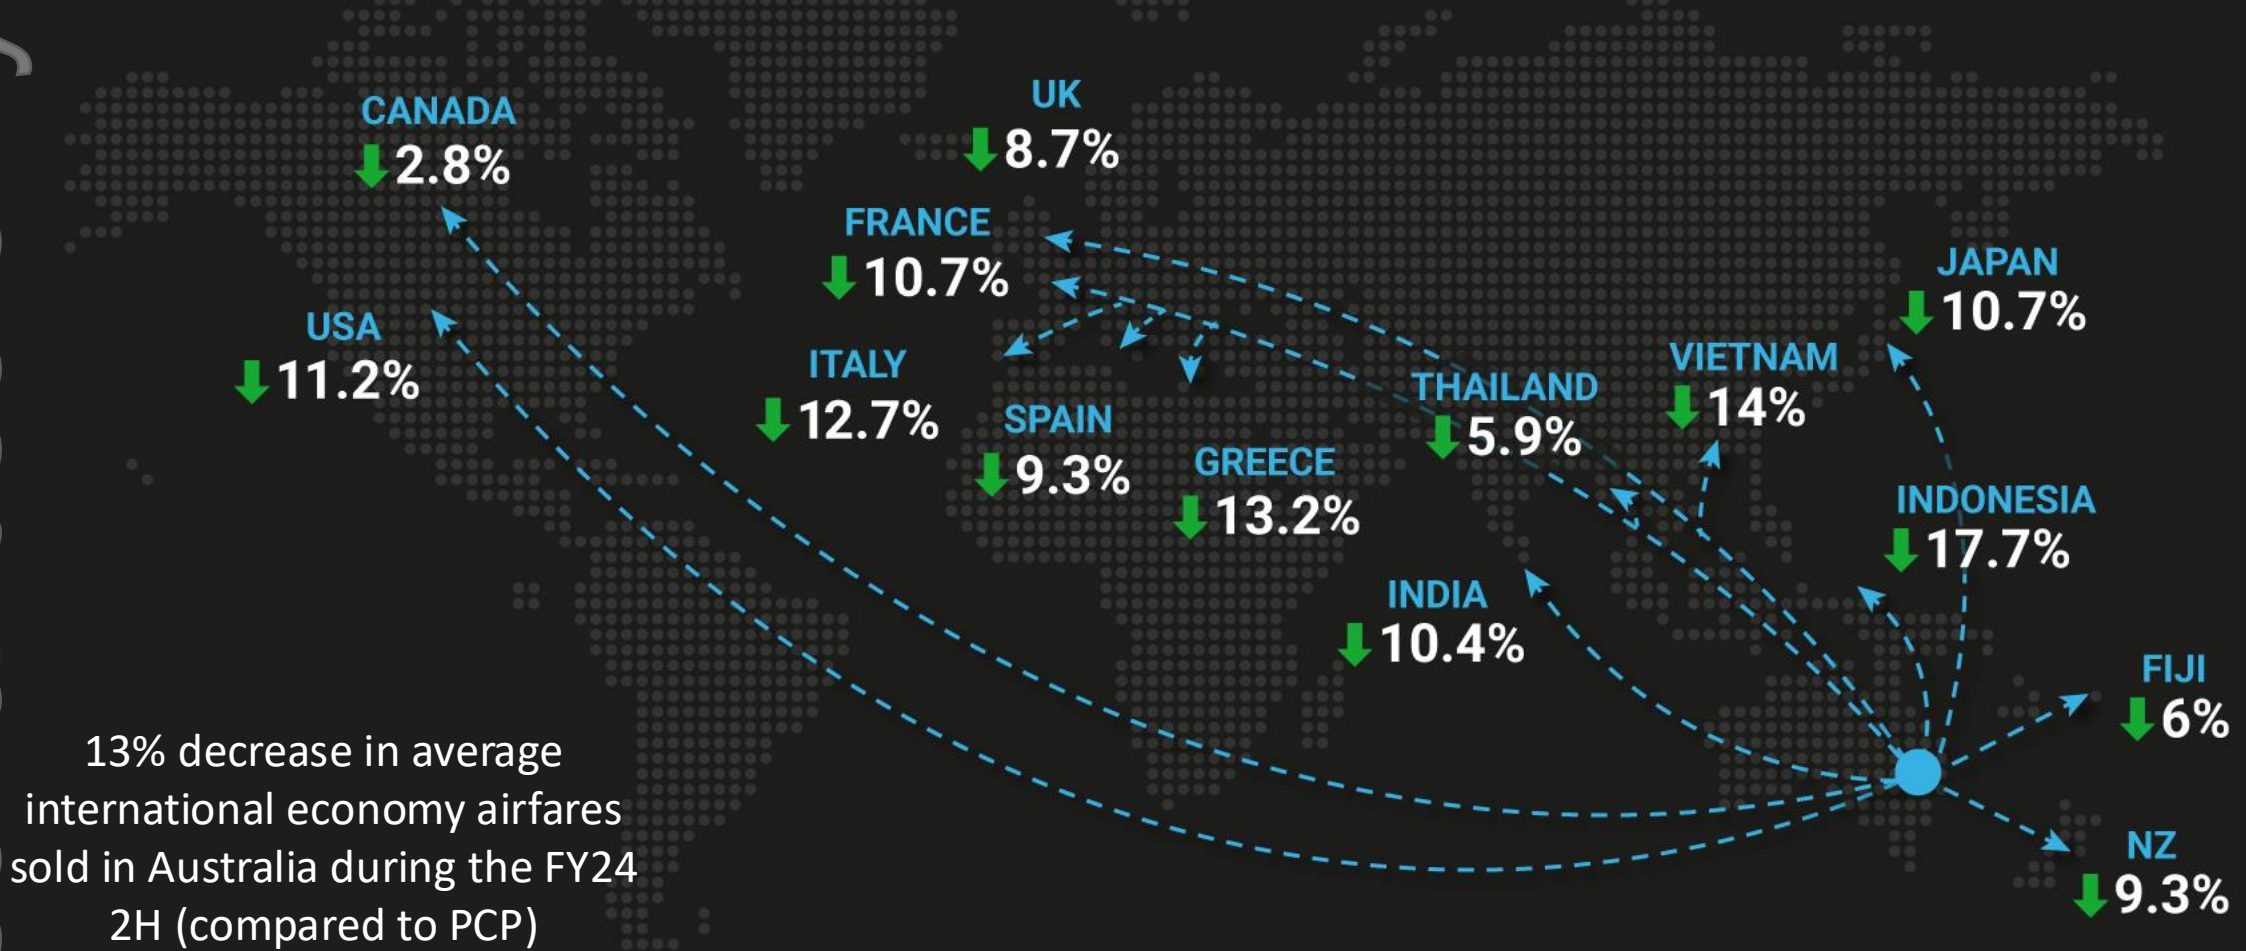 CANADA
2.8%
UK
8.7%
FRANCE
10.7%
USA
11.2%
ITALY
12.7%
SPAIN
9.3%
GREECE
13.2%
THAILAND
5.9%
VIETNAM
14%
JAPAN
10.7%
INDONESIA
17.7%
INDIA
10.4%
FIJI
6%
NZ
9.3%
13% decrease in average
international economy airfares
sold in Australia during the FY24
2H (compared to PCP)